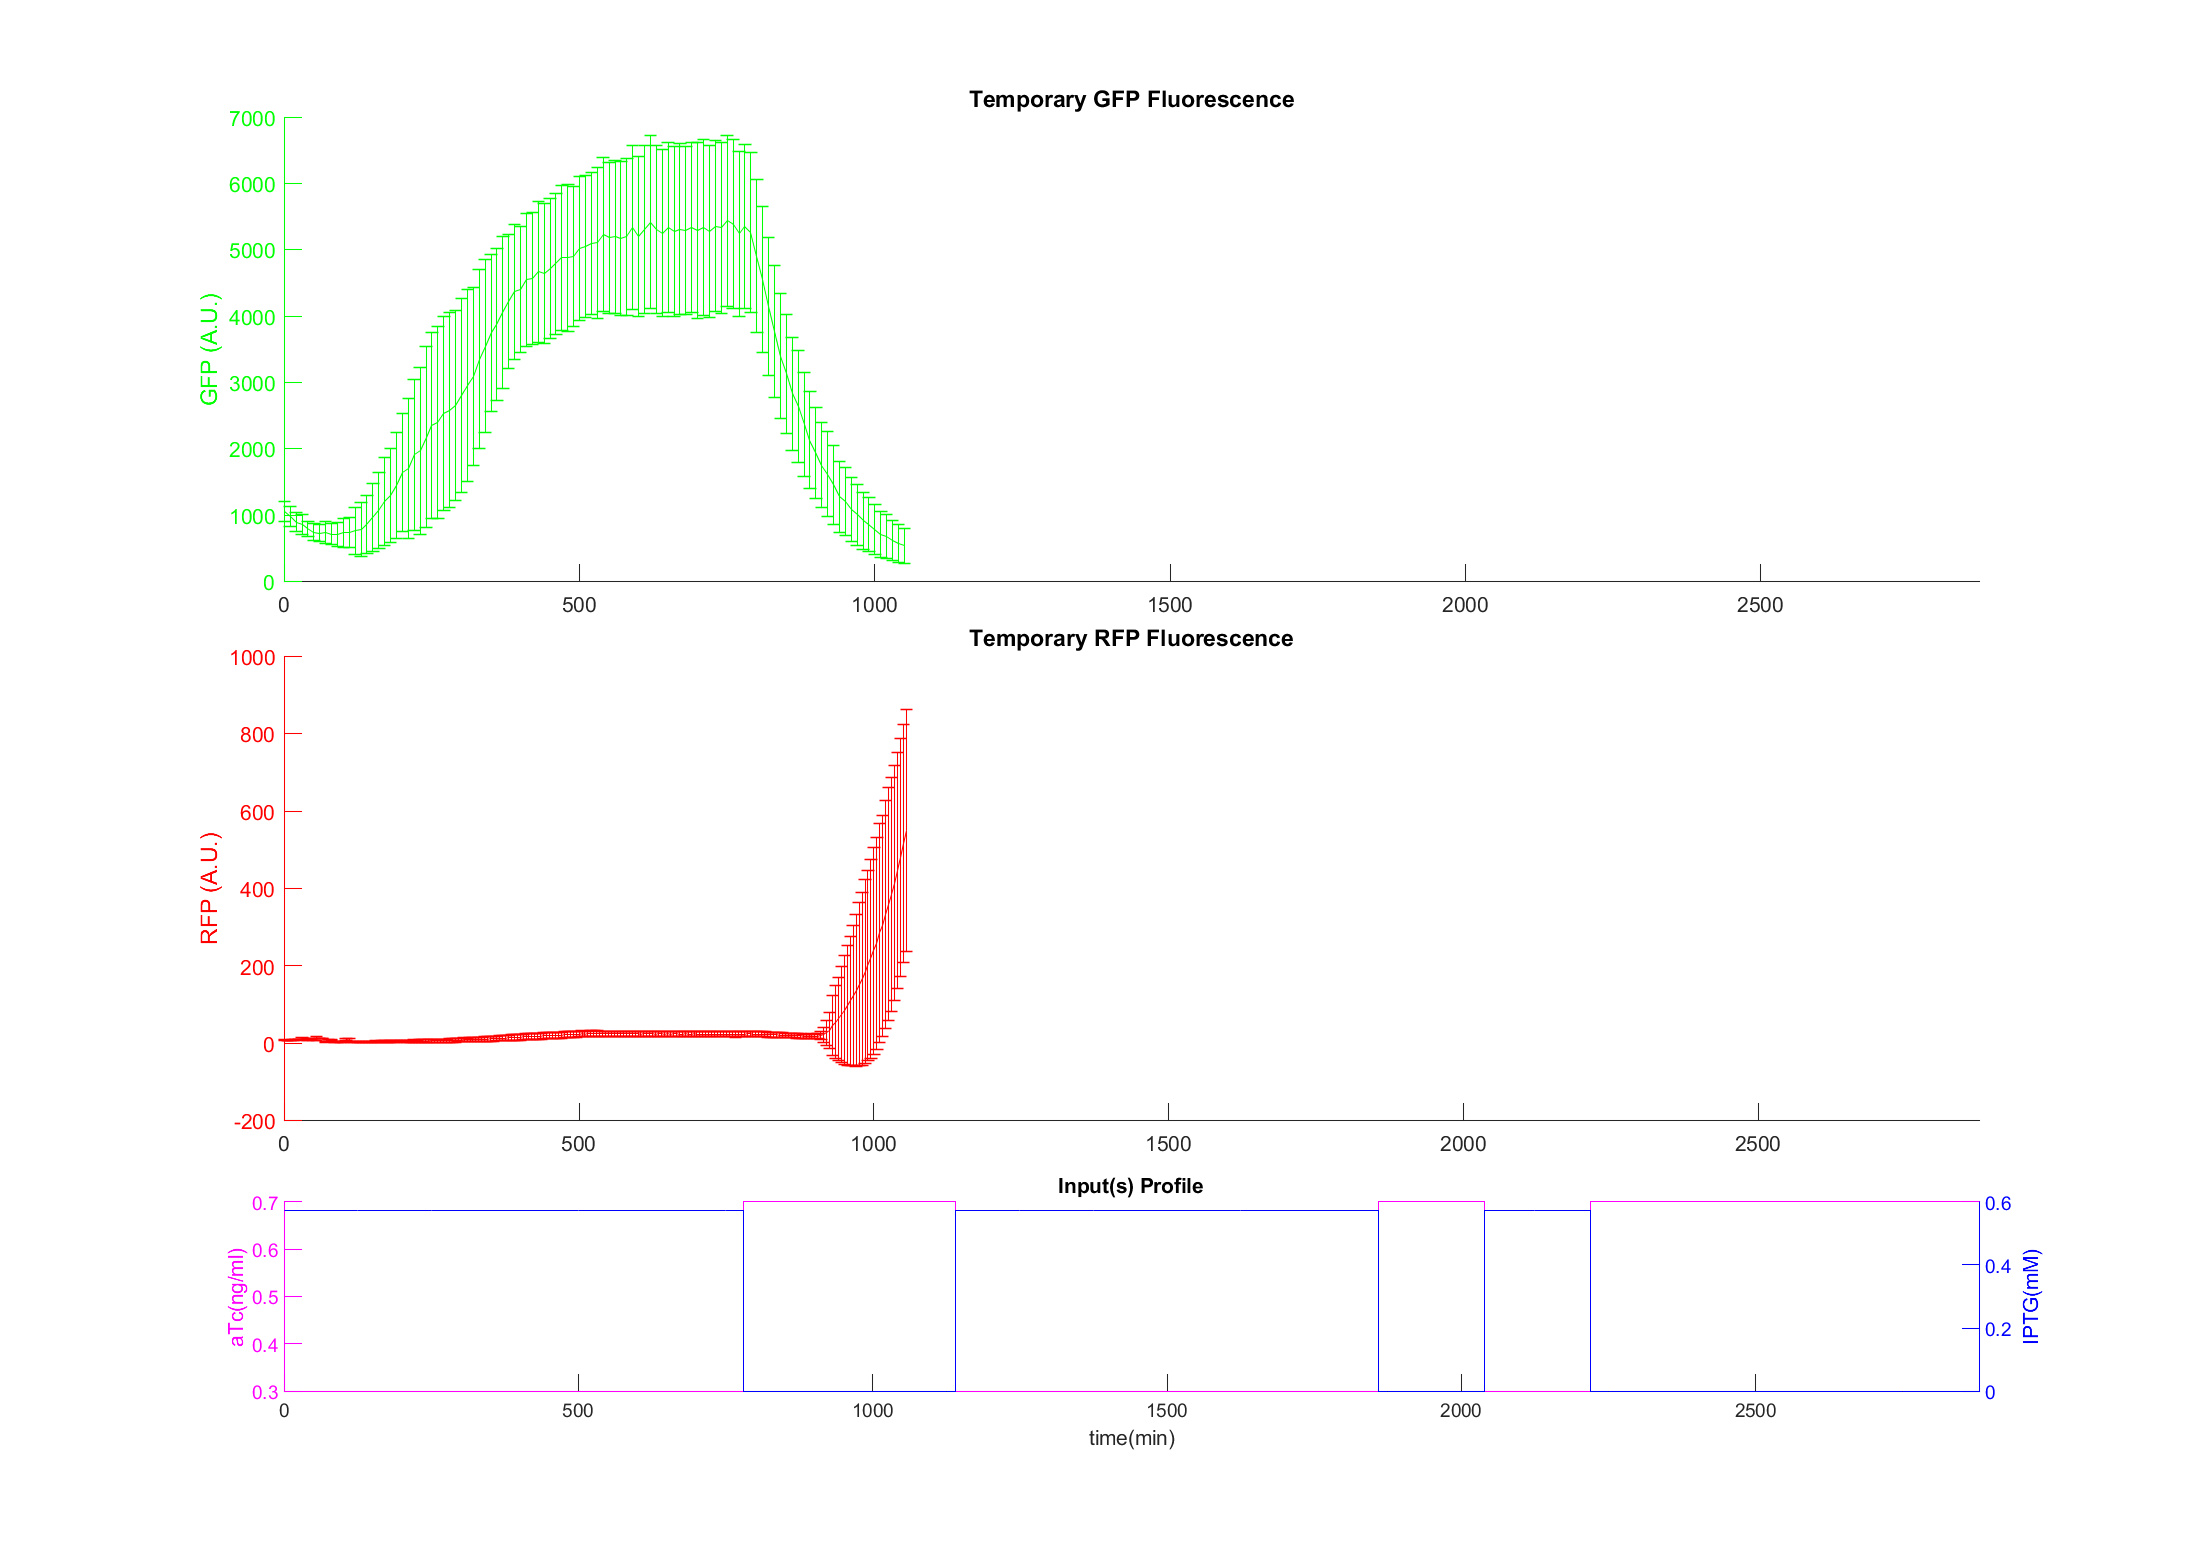 Temporary GFP Fluorescence
7000
6000
5000
4000
3000
2000
1000
0
GFP (A.U.)
0 500 1000 1500 2000 2500
Temporary RFP Fluorescence
1000
800
600
400
200
0
-200
RFP (A.U.)
0 500 1000 1500 2000 2500
Input(s) Profile
0.7
0.6
0.5
0.4
0.3
aTc(ng/ml)
0.6
0.4
0.2
0
IPTG(mM)
0 500 1000 1500 2000 2500
time(min)